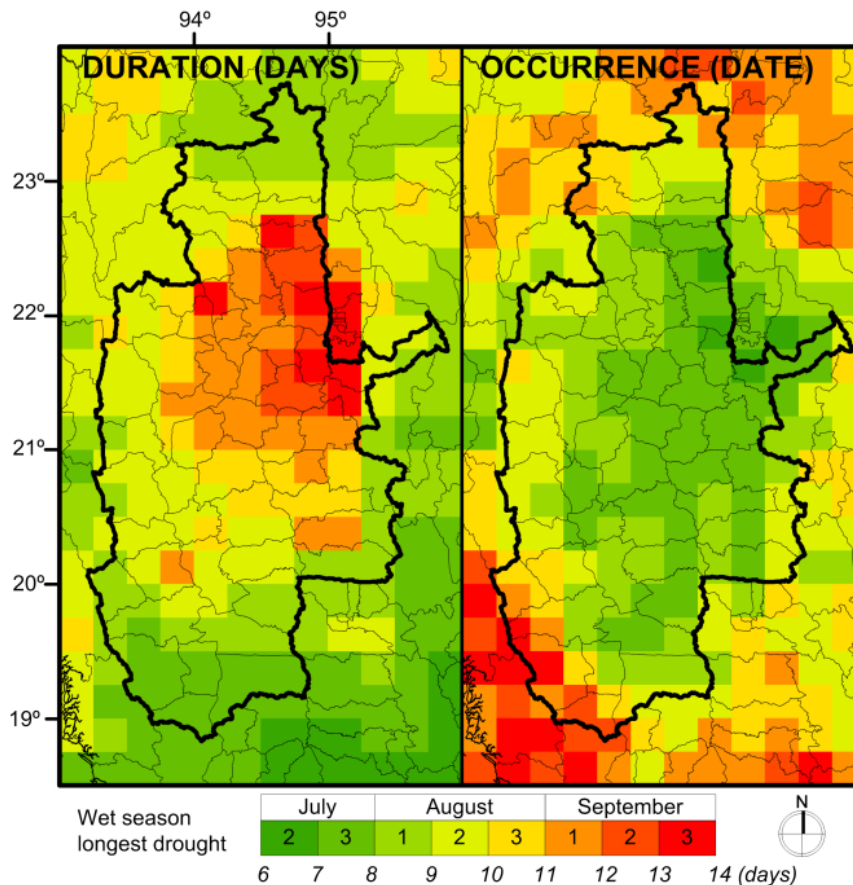 94º 95º
DURATION (DAYS) OCCURRENCE (DATE)
23º
22º
21º
20º
19º
Wet season
longest drought
July August September
2 3 1 2 3 1 2 3
6 7 8 9 10 11 12 13 14 (days)
N